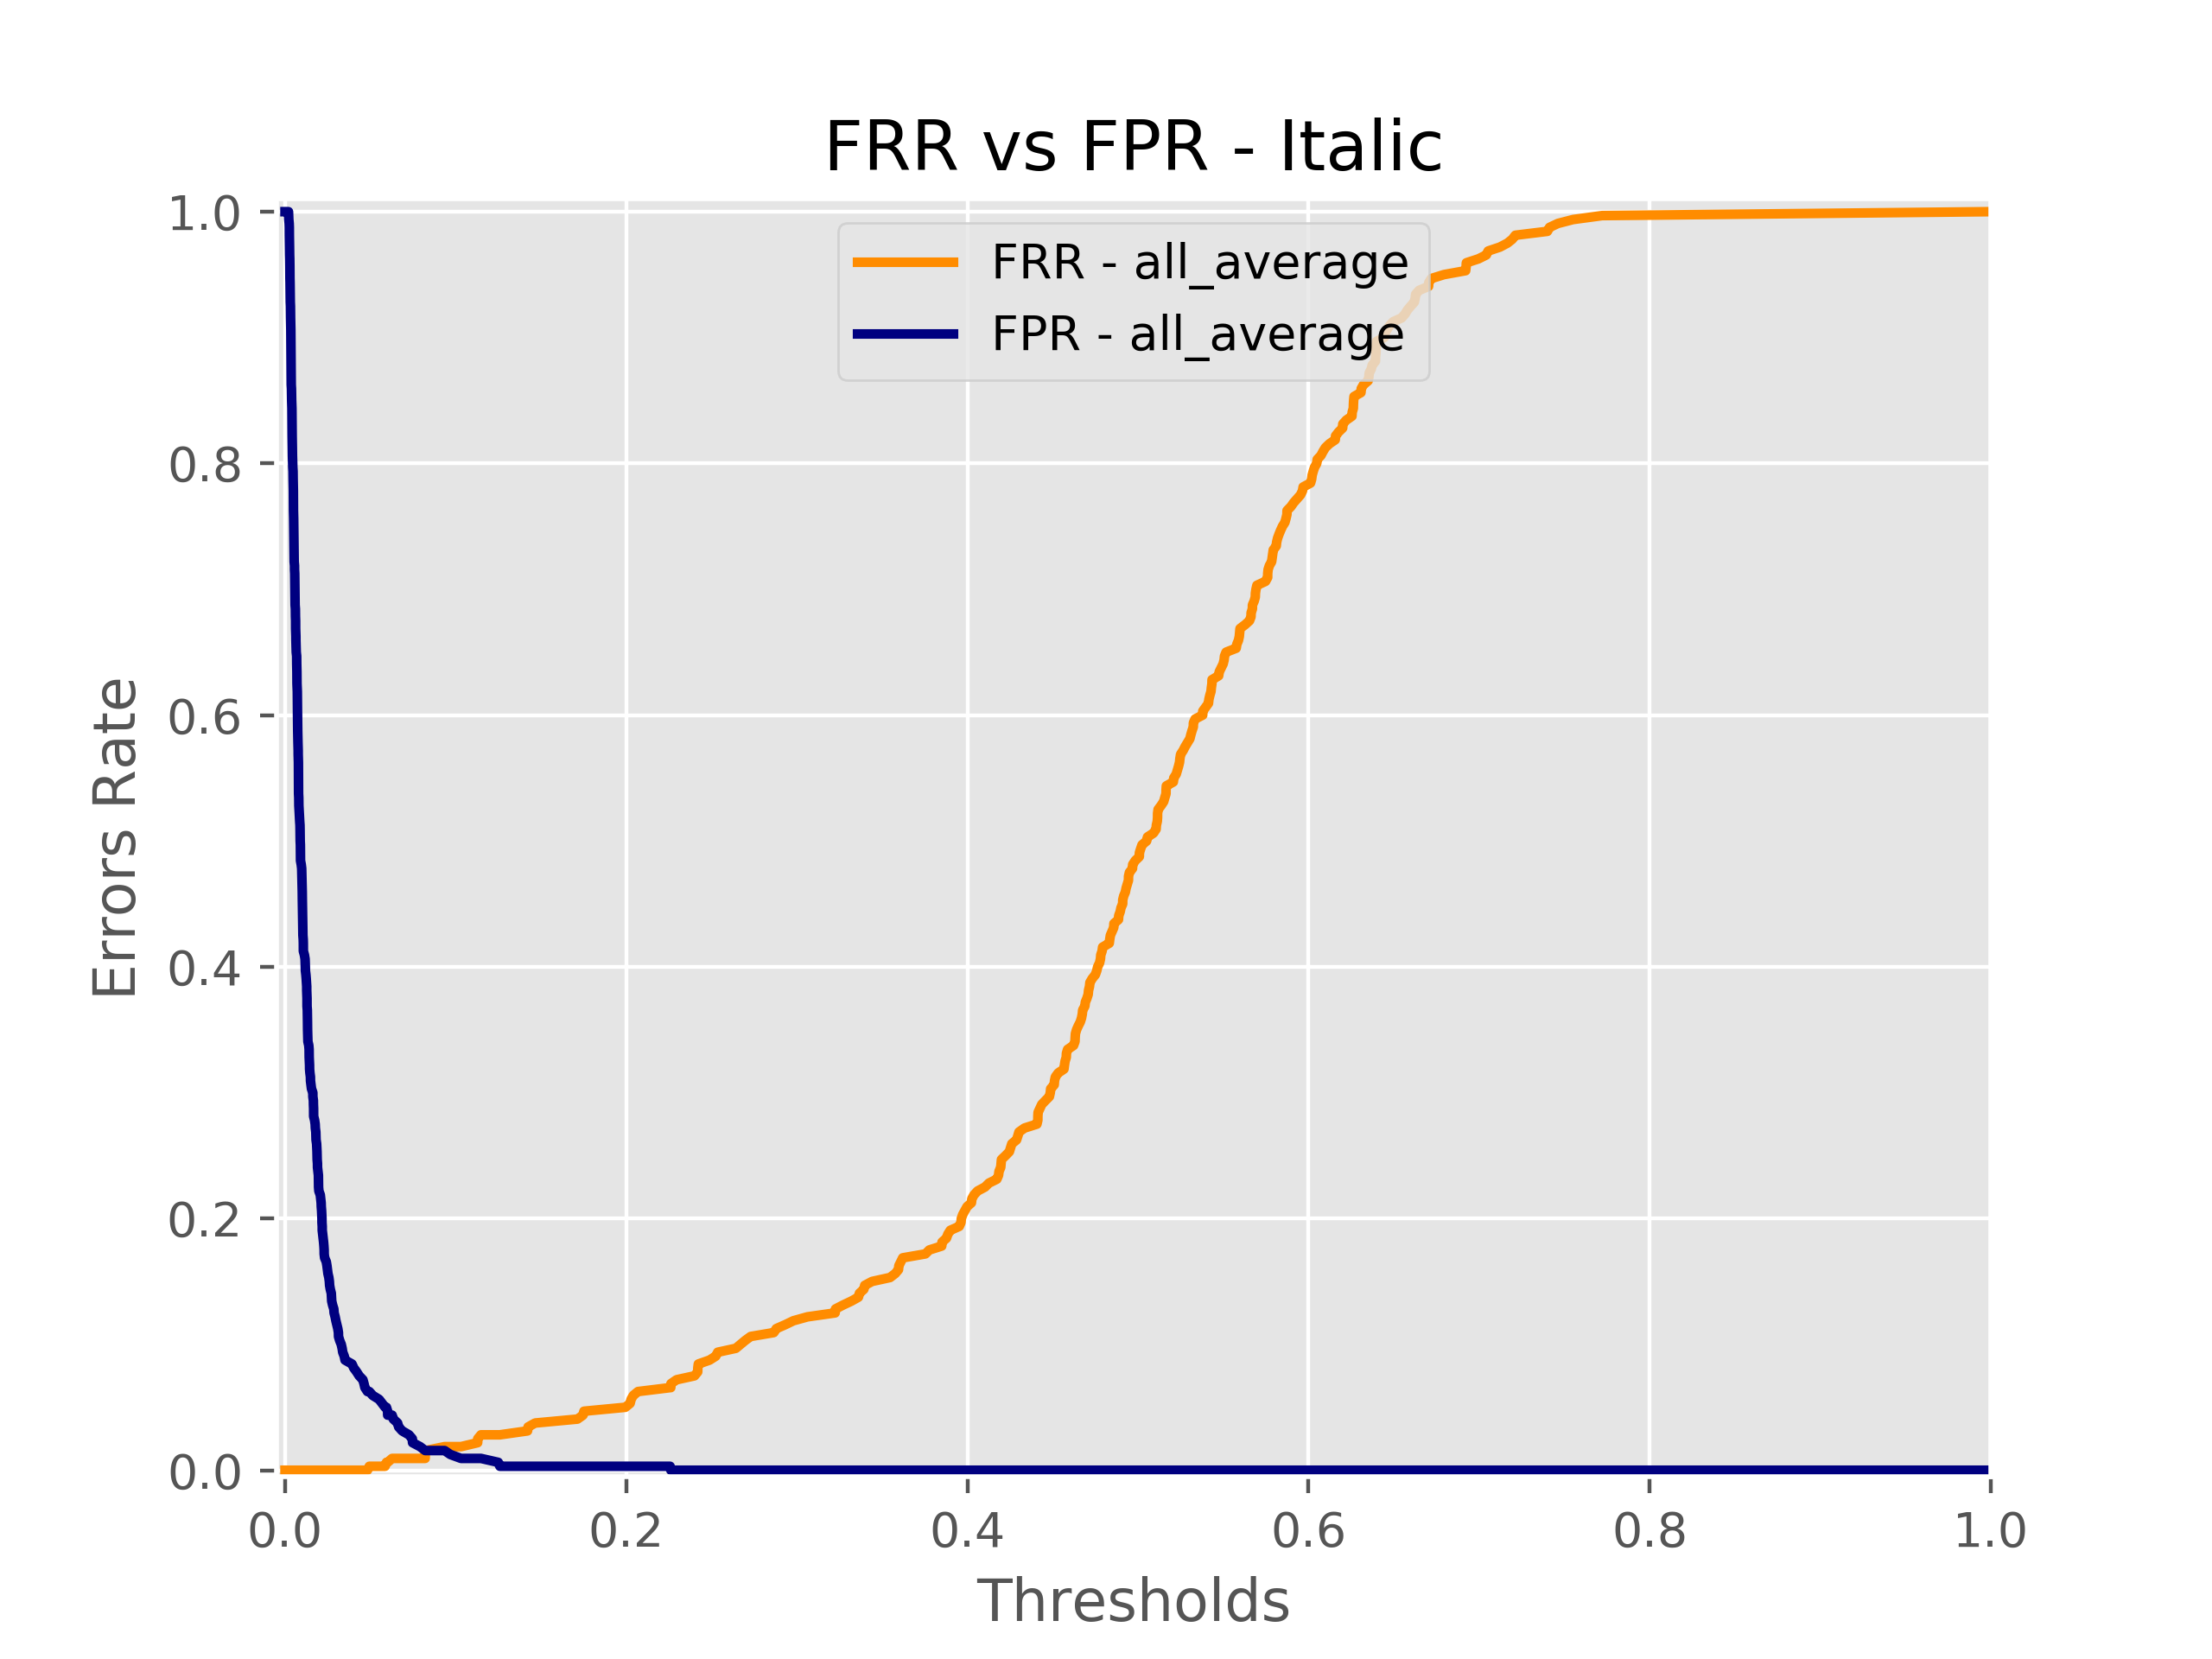 FRR vs FPR - Italic
FRR - all_average
FPR - all_average
Errors Rate
1.0
0.8
0.6
0.4
0.2
0.0
0.0 0.2 0.4 0.6 0.8 1.0
Thresholds